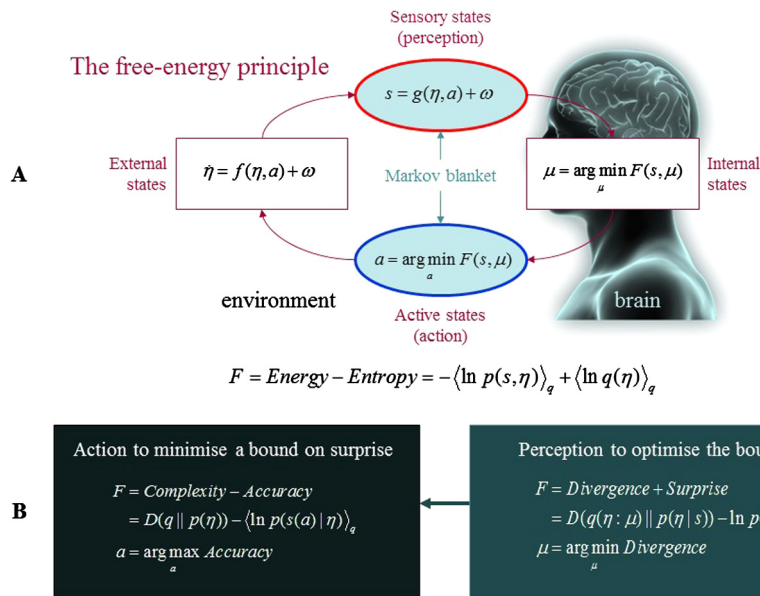 Sensory states
(perception)
The free-energy principle
s = g(η, a) + ω
External
states
η̇ = f(η, a) + ω
Markov blanket
μ = arg min F(s, μ)
μ
Internal
states
A
a = arg min F(s, μ)
a
environment
Active states
(action)
brain
F = Energy − Entropy = −⟨ln p(s, η)⟩q + ⟨ln q(η)⟩q
B
Action to minimise a bound on surprise
F = Complexity − Accuracy
= D(q || p(η)) − ⟨ln p(s(a) | η)⟩q
a = arg max Accuracy
a
Perception to optimise the bou
F = Divergence + Surprise
= D(q(η : μ) || p(η | s)) − ln p
μ = arg min Divergence
μ